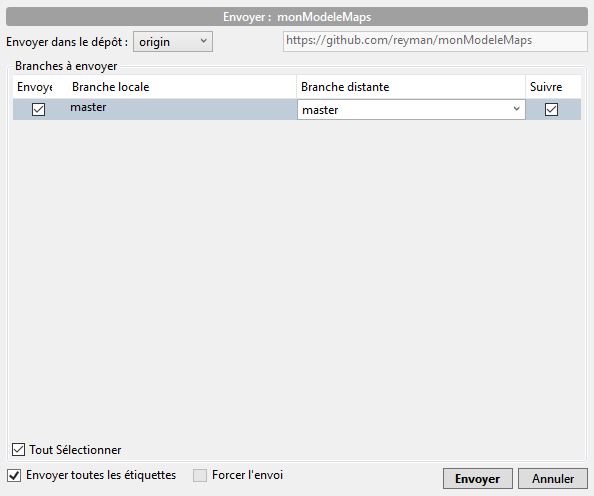 Envoyer : monModeleMaps
Envoyer dans le dépôt : origin https://github.com/reyman/monModeleMaps
Branches à envoyer
Envoye Branche locale Branche distante Suivre
master master
Tout Sélectionner
Envoyer toutes les étiquettes Forcer l'envoi Envoyer Annuler